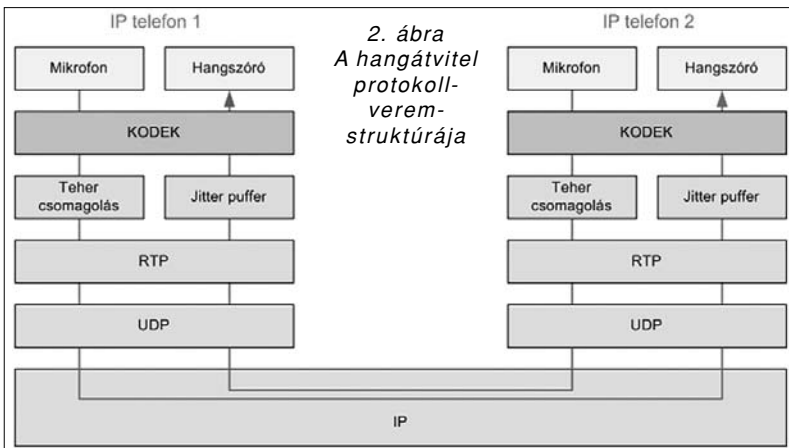 IP telefon 1
2. ábra
A hangátvitel
protokoll-
verem-
struktúrája
IP telefon 2
Mikrofon
Hangszóró
KODEK
Teher
csomagolás
Jitter puffer
RTP
UDP
Mikrofon
Hangszóró
KODEK
Teher
csomagolás
Jitter puffer
RTP
UDP
IP